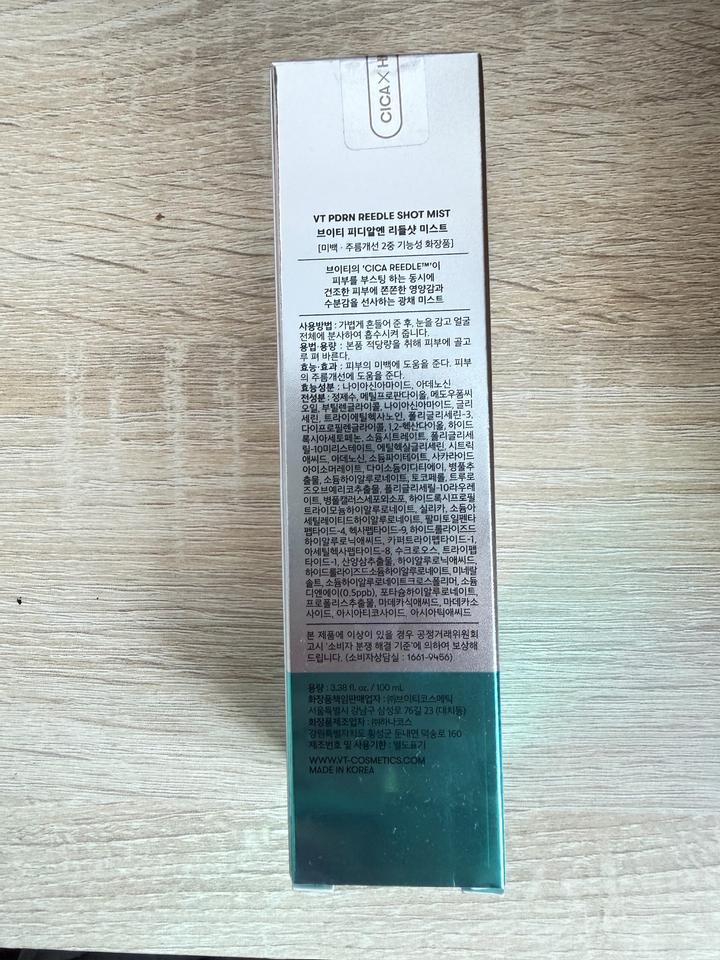 CICA X H
VT PDRN REEDLE SHOT MIST
브이티 피디알엔 리들샷 미스트
[미백 · 주름개선 2중 기능성 화장품]
브이티의 ‘CICA REEDLE™’이
피부를 부스팅 하는 동시에
건조한 피부에 쫀쫀한 영양감과
수분감을 선사하는 광채 미스트
사용방법 : 가볍게 흔들어 준 후, 눈을 감고 얼굴
전체에 분사하여 흡수시켜 줍니다.
용법·용량 : 본품 적당량을 취해 피부에 골고
루 펴 바른다.
효능·효과 : 피부의 미백에 도움을 준다. 피부
의 주름개선에 도움을 준다.
효능성분 : 나이아신아마이드, 아데노신
전성분 : 정제수, 메틸프로판다이올, 메도우폼씨
오일, 부틸렌글라이콜, 나이아신아마이드, 글리
세린, 트라이에틸헥사노인, 폴리글리세린-3,
다이프로필렌글라이콜, 1,2-헥산다이올, 하이드
록시아세토페논, 소듐시트레이트, 폴리글리세
릴-10미리스테이트, 에틸헥실글리세린, 시트릭
애씨드, 아데노신, 소듐파이테이트, 사카라이드
아이소머레이트, 다이소듐이디티에이, 병풀추
출물, 소듐하이알루로네이트, 토코페롤, 트루로
즈오브예리코추출물, 폴리글리세릴-10라우레
이트, 병풀캘러스세포외소포, 하이드록시프로필
트라이모늄하이알루로네이트, 실리카, 소듐아
세틸레이티드하이알루로네이트, 팔미토일펜타
펩타이드-4, 헥사펩타이드-9, 하이드롤라이즈드
하이알루로닉애씨드, 카퍼트라이펩타이드-1,
아세틸헥사펩타이드-8, 수크로오스, 트라이펩
타이드-1, 산양삼추출물, 하이알루로닉애씨드,
하이드롤라이즈드소듐하이알루로네이트, 미네랄
솔트, 소듐하이알루로네이트크로스폴리머, 소듐
디엔에이(0.5ppb), 포타슘하이알루로네이트,
프로폴리스추출물, 마데카식애씨드, 마데카소
사이드, 아시아티코사이드, 아시아틱애씨드
본 제품에 이상이 있을 경우 공정거래위원회
고시 ‘소비자 분쟁 해결 기준’에 의하여 보상해
드립니다. (소비자상담실 : 1661-9456)
용량 : 3.38 fl. oz. / 100 mL
화장품책임판매업자 : ㈜브이티코스메틱
서울특별시 강남구 삼성로 76길 23 (대치동)
화장품제조업자 : ㈜하나코스
강원특별자치도 횡성군 둔내면 덕송로 160
제조번호 및 사용기한 : 별도표기
WWW.VT-COSMETICS.COM
MADE IN KOREA